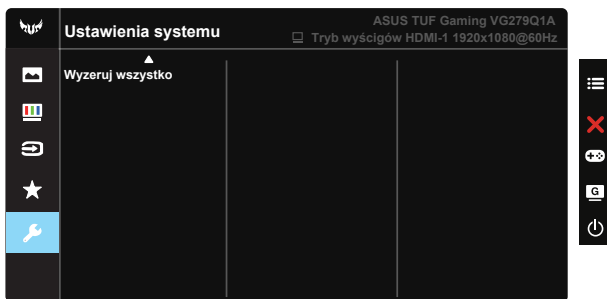 Ustawienia systemu
ASUS TUF Gaming VG279Q1A
Tryb wyścigów HDMI-1 1920x1080@60Hz
Wyzeruj wszystko
G